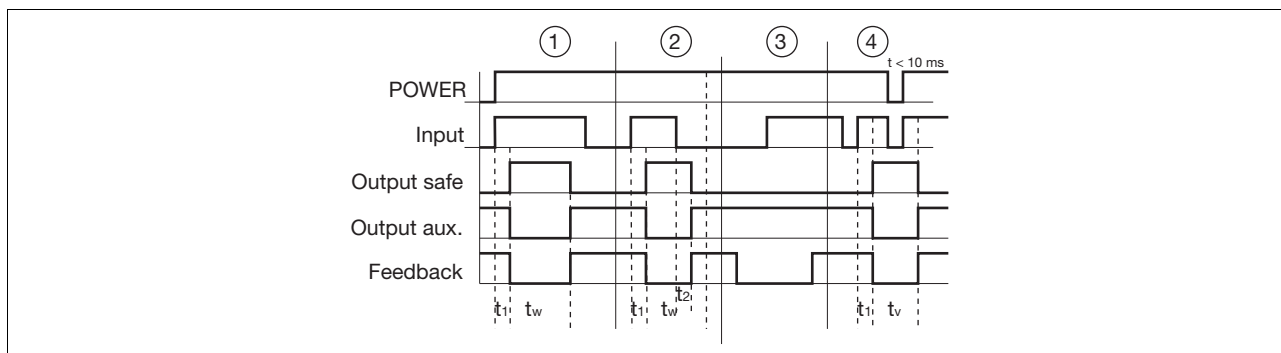 1 2 3 4
t < 10 ms
POWER
Input
Output safe
Output aux.
Feedback
t1 tw t1 tw t2 t1 tv